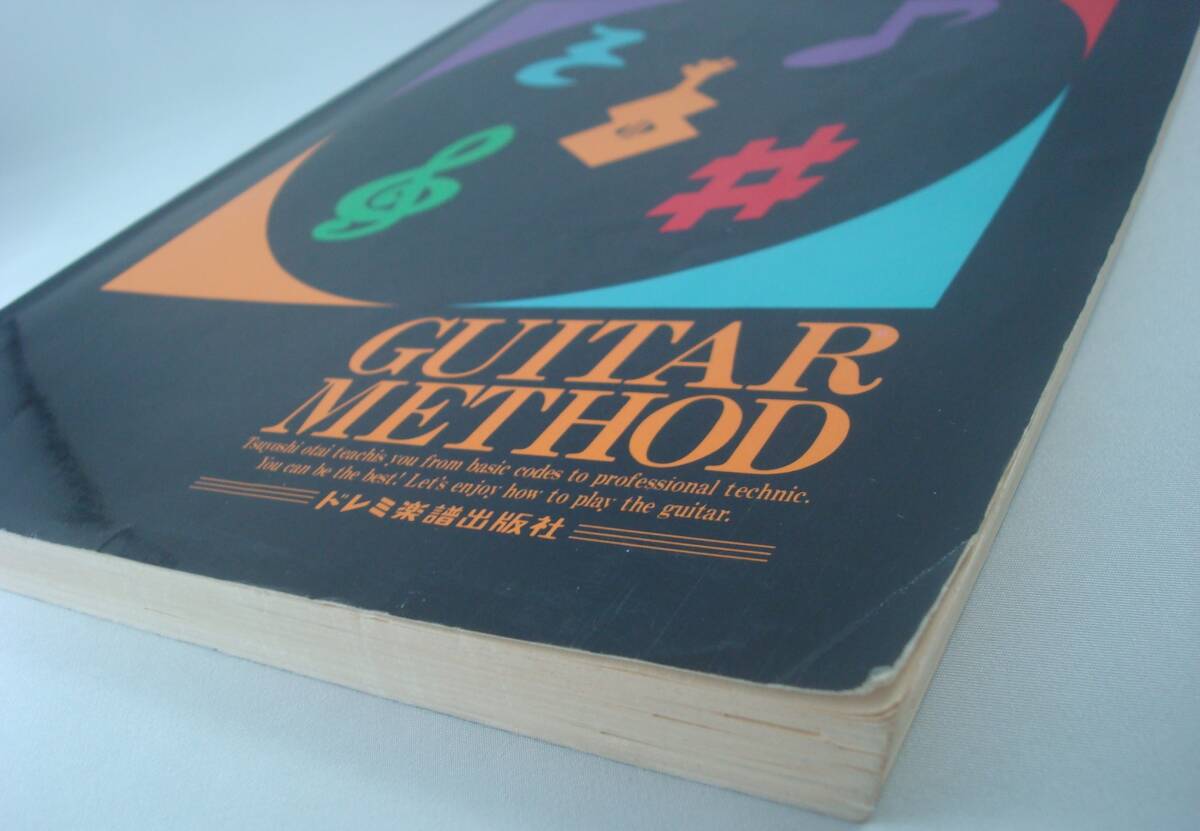 GUITAR
METHOD
Tsuyoshi otai teachis you from basic codes to professional technic.
You can be the best! Let's enjoy how to play the guitar.
ドレミ楽譜出版社